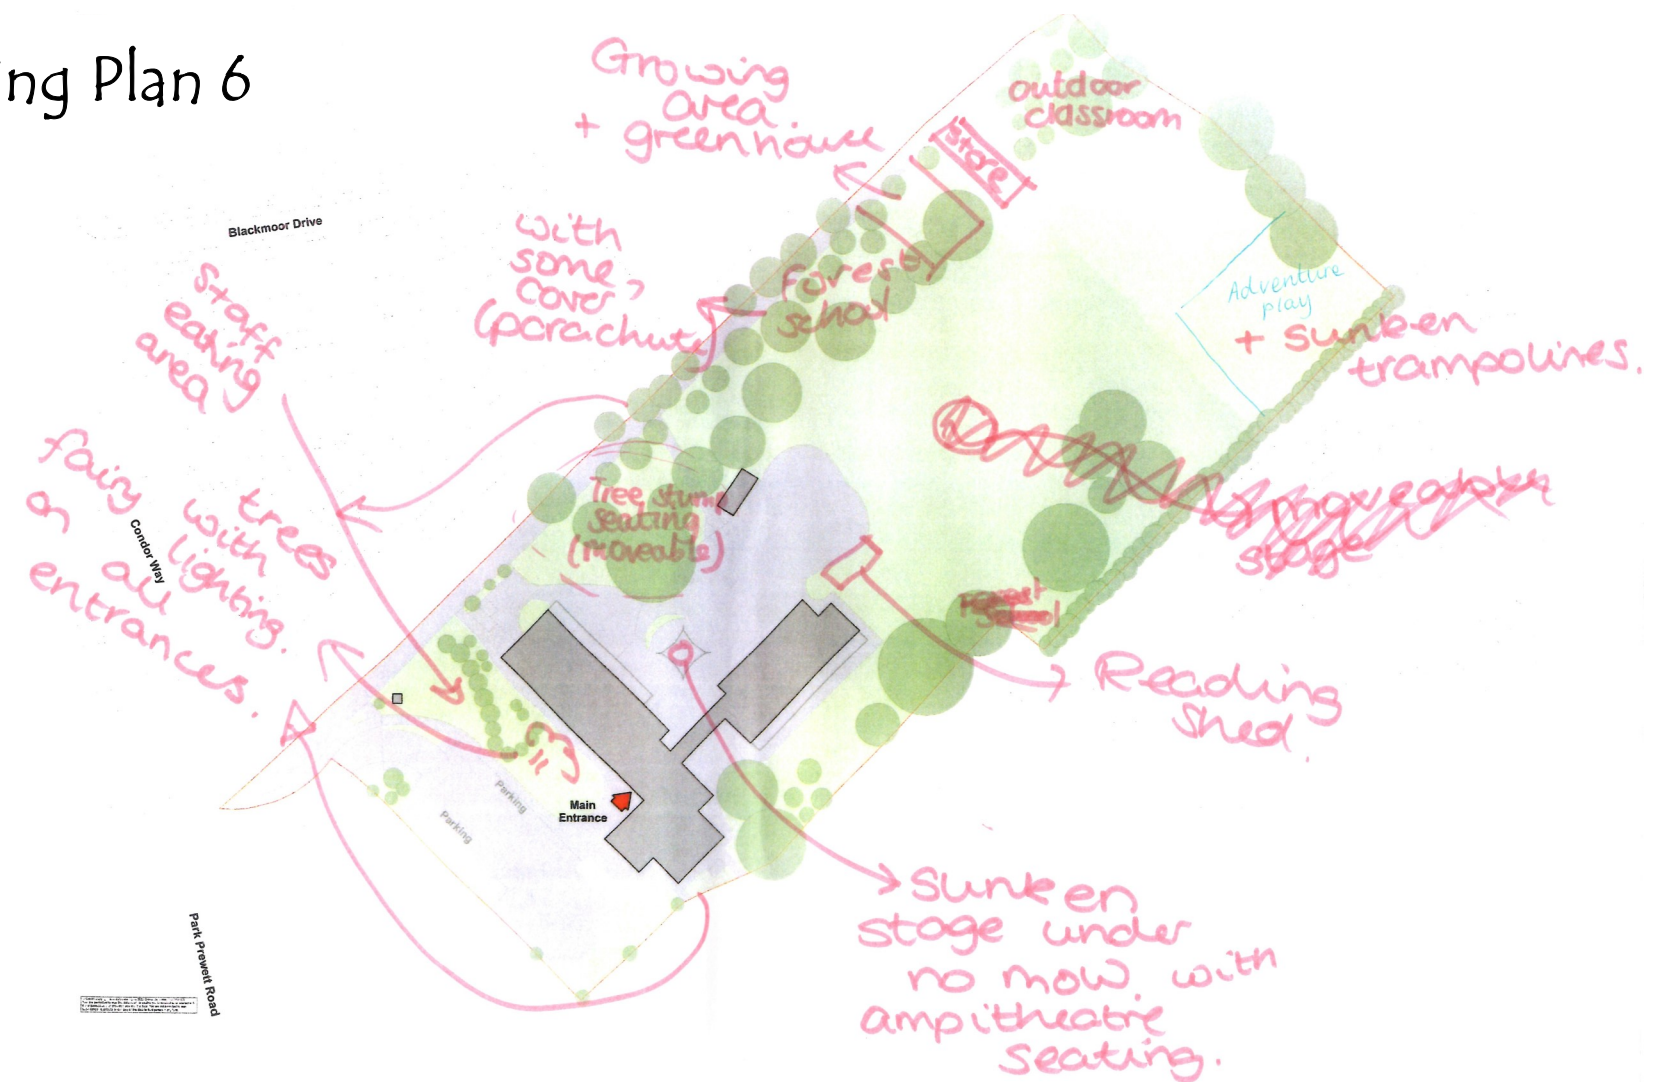 ng Plan 6
Growing
area
+ greenhouse
outdoor
classroom
store
Blackmoor Drive
with
some
cover
(parachute)
forest
school
Adventure
play
+ sunken
trampolines.
staff
eating
area
fairy
on all
entrances.
trees
with
lighting.
Condor Way
Tree stump
seating
(moveable)
stage
Reading
shed.
Main
Entrance
Parking
Parking
Park Prewett Road
sunken
stage under
no mow. with
ampitheatre
seating.